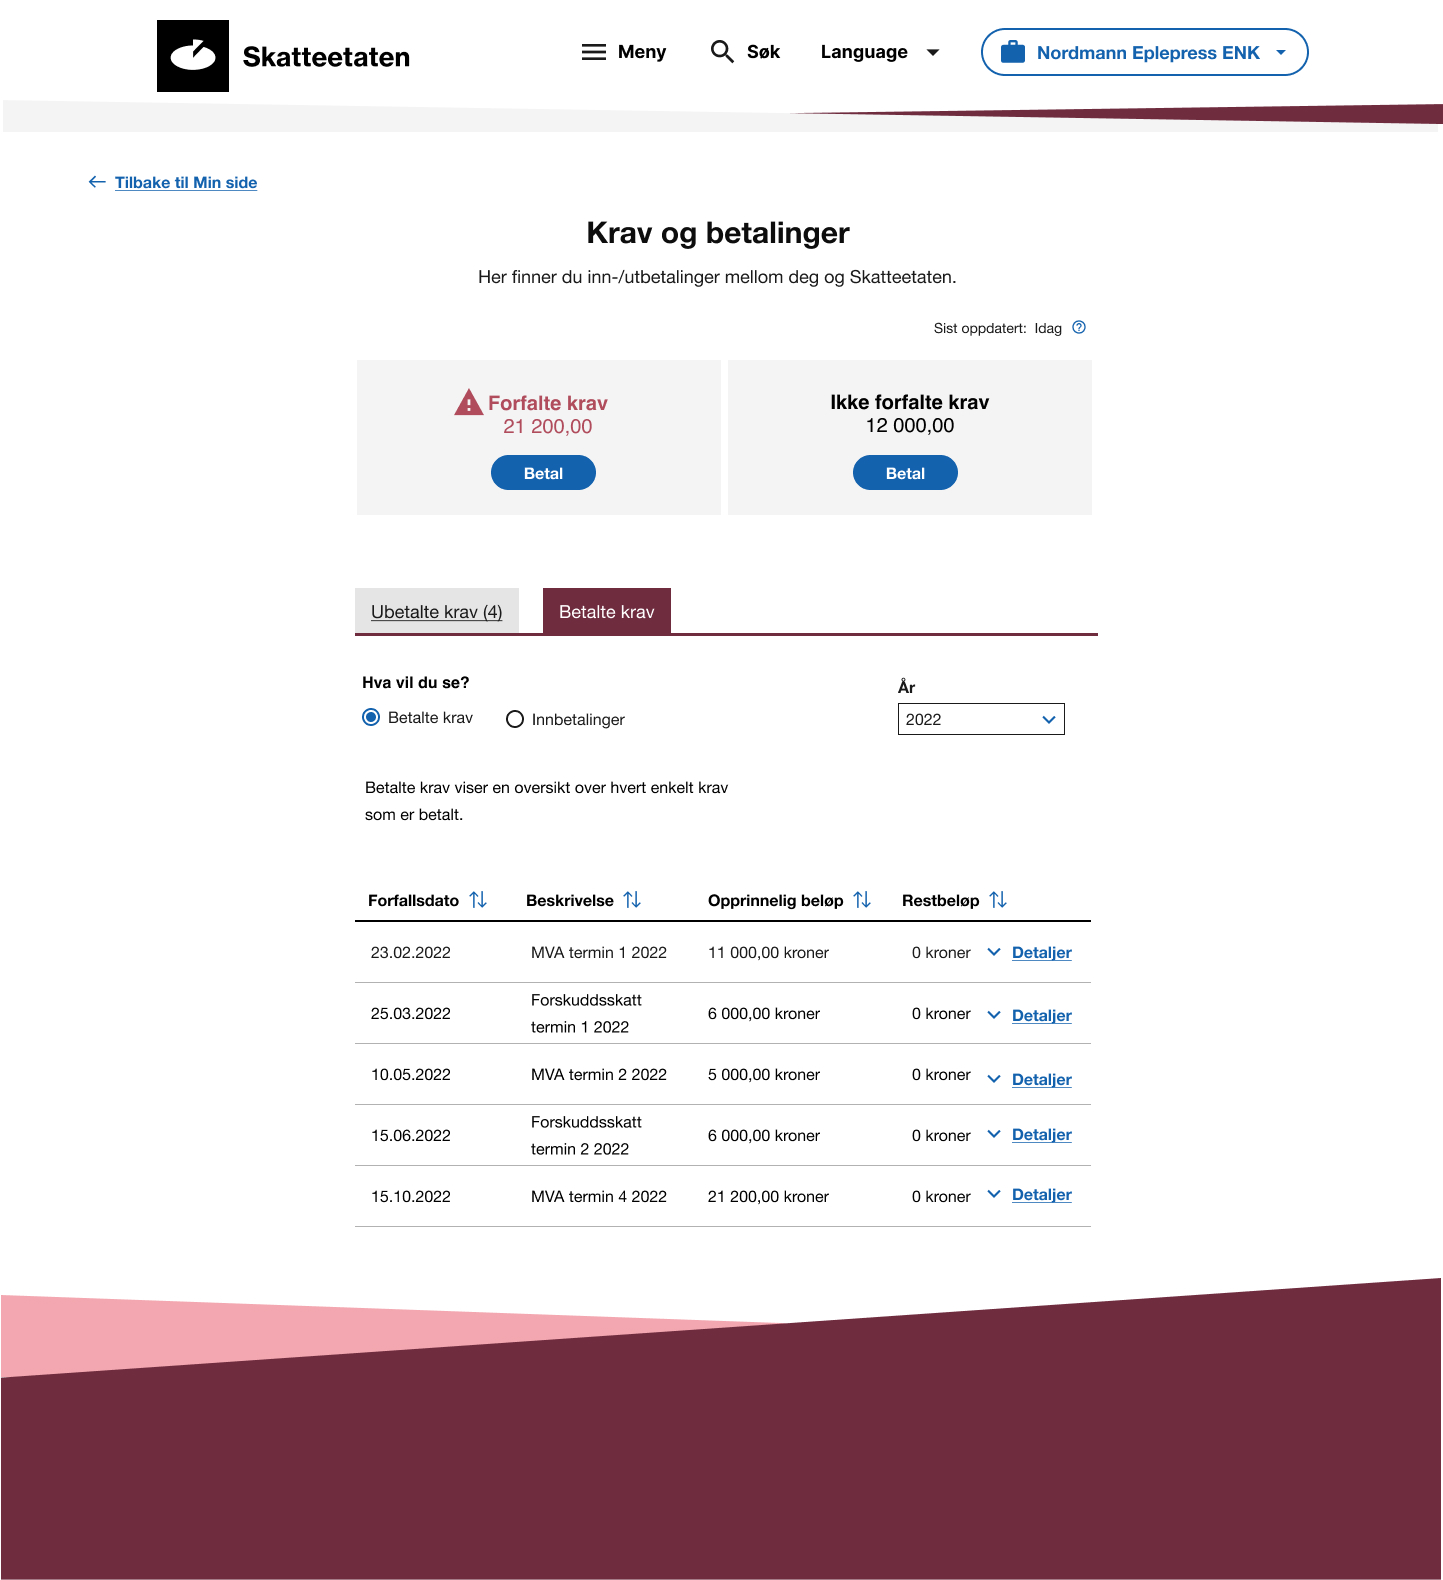 Skatteetaten
Meny
Søk
Language
Nordmann Eplepress ENK
Tilbake til Min side
Krav og betalinger
Her finner du inn-/utbetalinger mellom deg og Skatteetaten.
Sist oppdatert: Idag
Forfalte krav
21 200,00
Betal
Ikke forfalte krav
12 000,00
Betal
Ubetalte krav (4)
Betalte krav
Hva vil du se?
Betalte krav
Innbetalinger
År
2022
Betalte krav viser en oversikt over hvert enkelt krav
som er betalt.
Forfallsdato Beskrivelse Opprinnelig beløp Restbeløp
23.02.2022 MVA termin 1 2022 11 000,00 kroner 0 kroner Detaljer
25.03.2022 Forskuddsskatt
termin 1 2022 6 000,00 kroner 0 kroner Detaljer
10.05.2022 MVA termin 2 2022 5 000,00 kroner 0 kroner Detaljer
15.06.2022 Forskuddsskatt
termin 2 2022 6 000,00 kroner 0 kroner Detaljer
15.10.2022 MVA termin 4 2022 21 200,00 kroner 0 kroner Detaljer